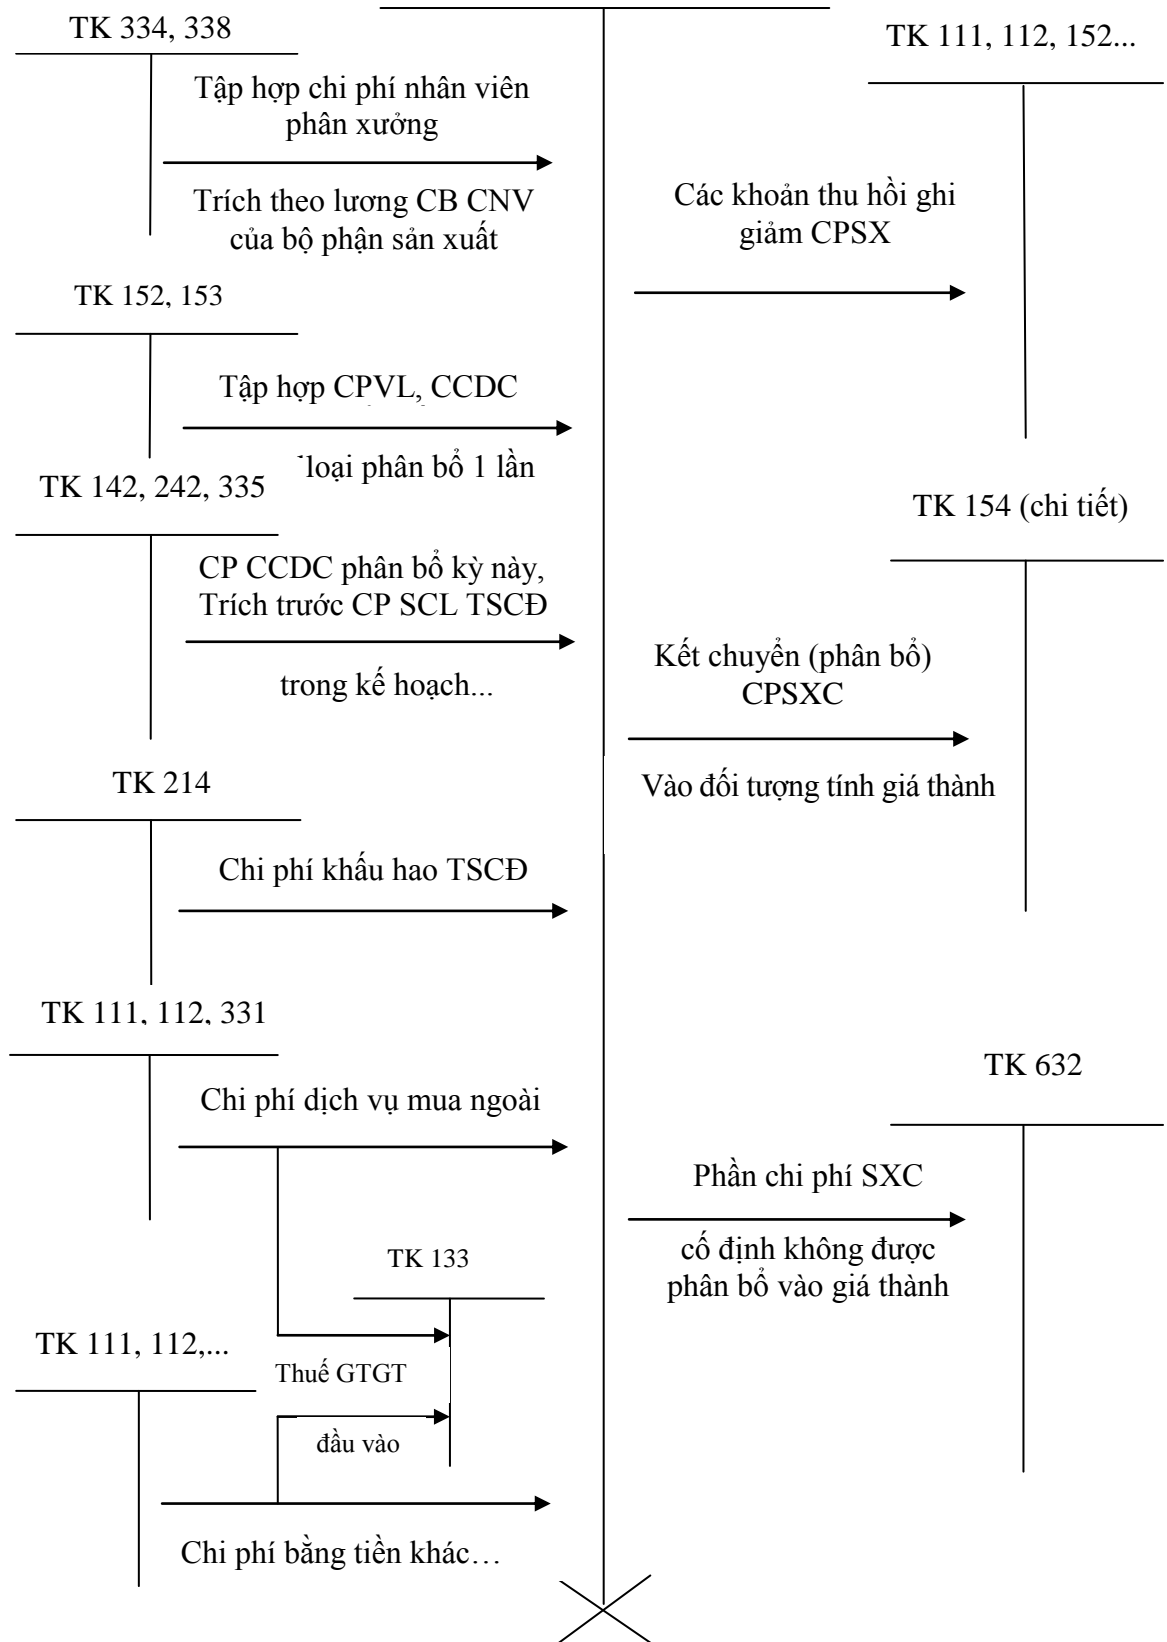 TK 334, 338
TK 111, 112, 152...
Tập hợp chi phí nhân viên
phân xưởng
Trích theo lương CB CNV
của bộ phận sản xuất
Các khoản thu hồi ghi
giảm CPSX
TK 152, 153
Tập hợp CPVL, CCDC
loại phân bổ 1 lần
TK 142, 242, 335
TK 154 (chi tiết)
CP CCDC phân bổ kỳ này,
Trích trước CP SCL TSCĐ
trong kế hoạch...
Kết chuyển (phân bổ)
CPSXC
Vào đối tượng tính giá thành
TK 214
Chi phí khấu hao TSCĐ
TK 111, 112, 331
TK 632
Chi phí dịch vụ mua ngoài
Phần chi phí SXC
cố định không được
phân bổ vào giá thành
TK 133
TK 111, 112,...
Thuế GTGT
đầu vào
Chi phí bằng tiền khác…